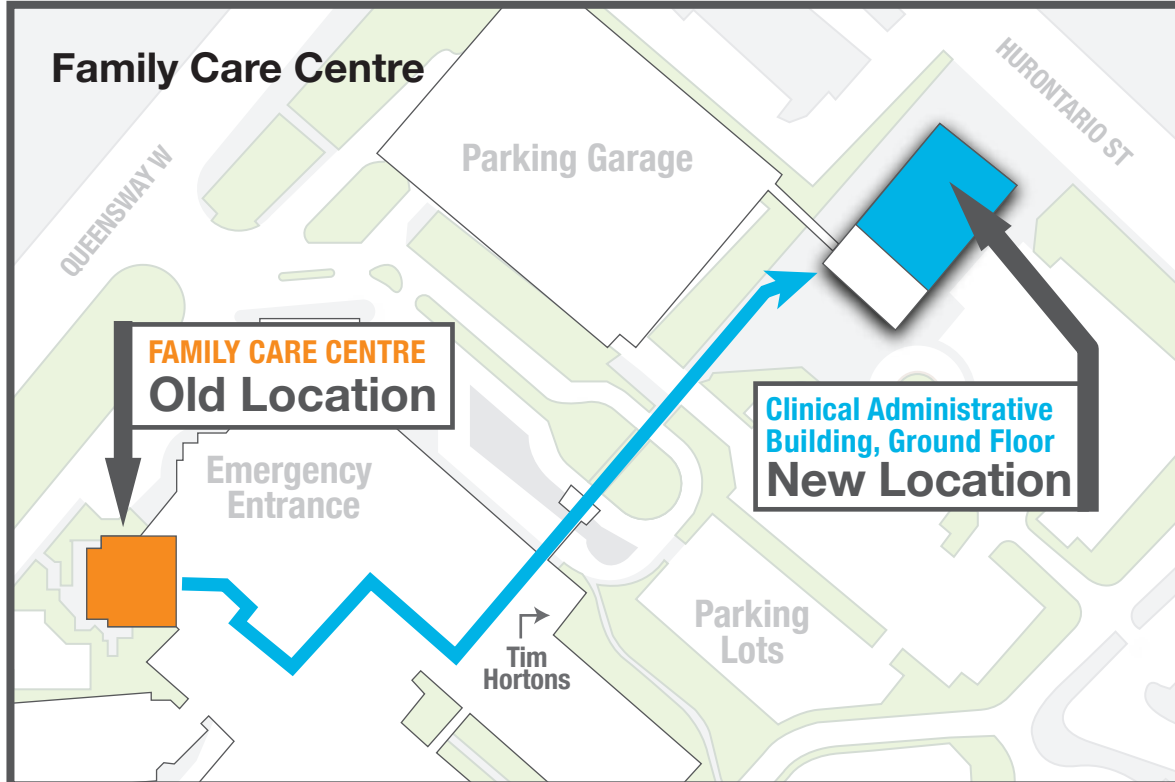 Family Care Centre
HURONTARIO ST
Parking Garage
QUEENSWAY W
FAMILY CARE CENTRE
Old Location
Clinical Administrative
Building, Ground Floor
New Location
Emergency
Entrance
Parking
Lots
Tim
Hortons